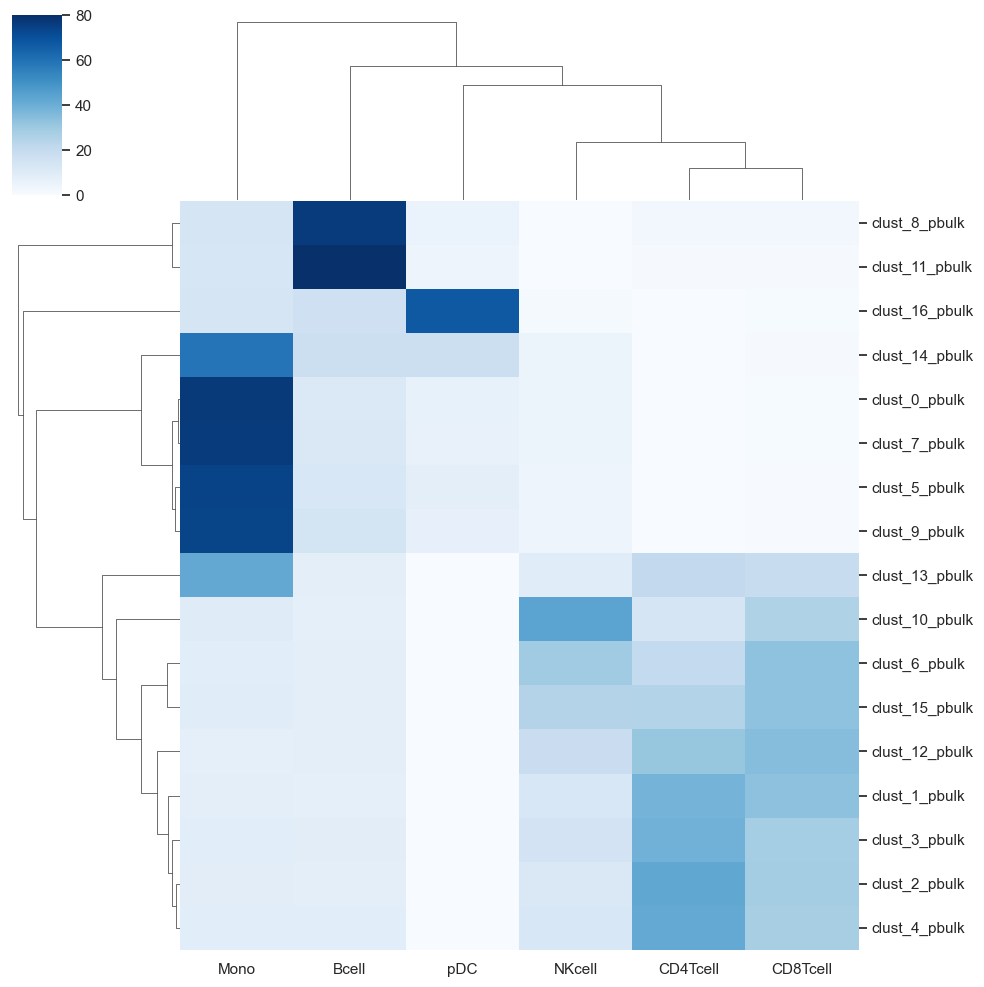 80
60
40
20
0
clust_8_pbulk
clust_11_pbulk
clust_16_pbulk
clust_14_pbulk
clust_0_pbulk
clust_7_pbulk
clust_5_pbulk
clust_9_pbulk
clust_13_pbulk
clust_10_pbulk
clust_6_pbulk
clust_15_pbulk
clust_12_pbulk
clust_1_pbulk
clust_3_pbulk
clust_2_pbulk
clust_4_pbulk
Mono Bcell pDC NKcell CD4Tcell CD8Tcell